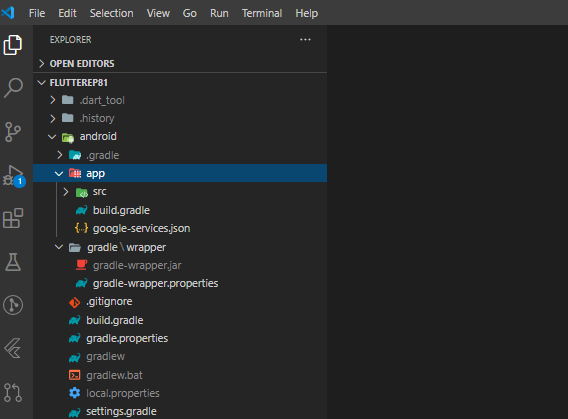 File Edit Selection View Go Run Terminal Help
EXPLORER ...
OPEN EDITORS
FLUTTEREP81
.dart_tool
.history
android
.gradle
app
src
build.gradle
{..} google-services.json
gradle \ wrapper
gradle-wrapper.jar
gradle-wrapper.properties
.gitignore
build.gradle
gradle.properties
gradlew
gradlew.bat
local.properties
settings.gradle
1